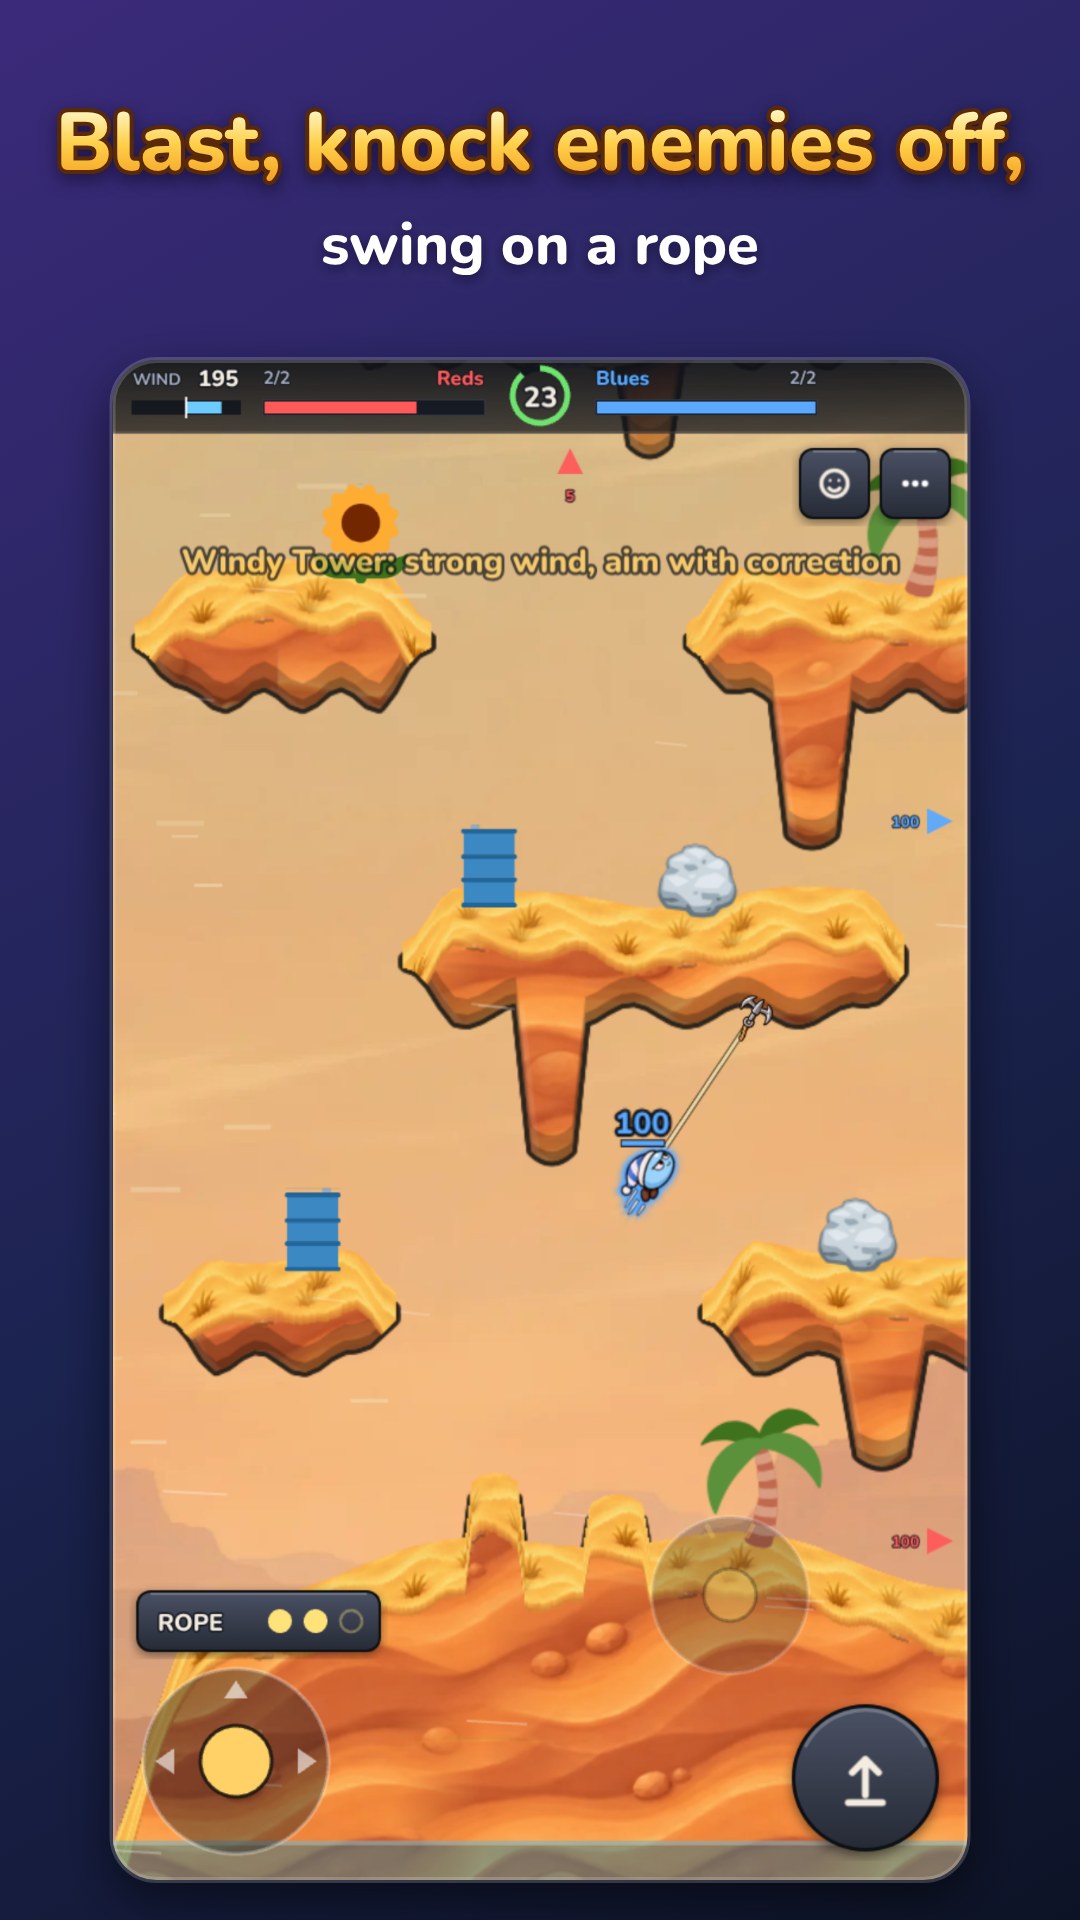 Blast, knock enemies off,
swing on a rope
WIND 195 2/2 Reds 23 Blues 2/2
5
Windy Tower: strong wind, aim with correction
100
100
100
ROPE